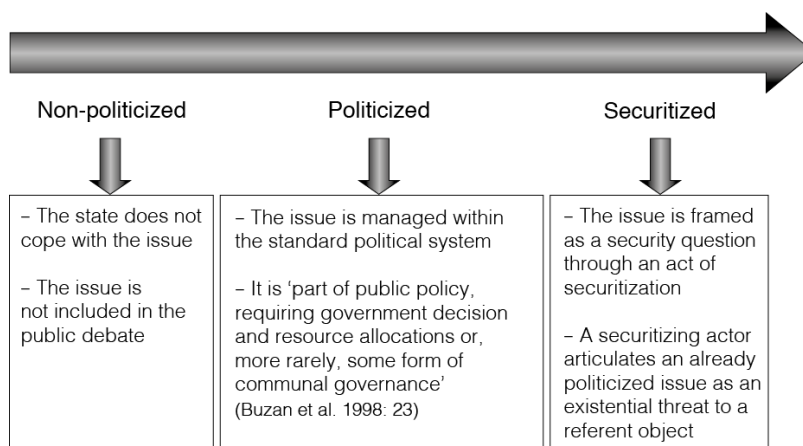 Non-politicized
Politicized
Securitized
– The state does not
cope with the issue
– The issue is
not included in the
public debate
– The issue is managed within
the standard political system
– It is ‘part of public policy,
requiring government decision
and resource allocations or,
more rarely, some form of
communal governance’
(Buzan et al. 1998: 23)
– The issue is framed
as a security question
through an act of
securitization
– A securitizing actor
articulates an already
politicized issue as an
existential threat to a
referent object